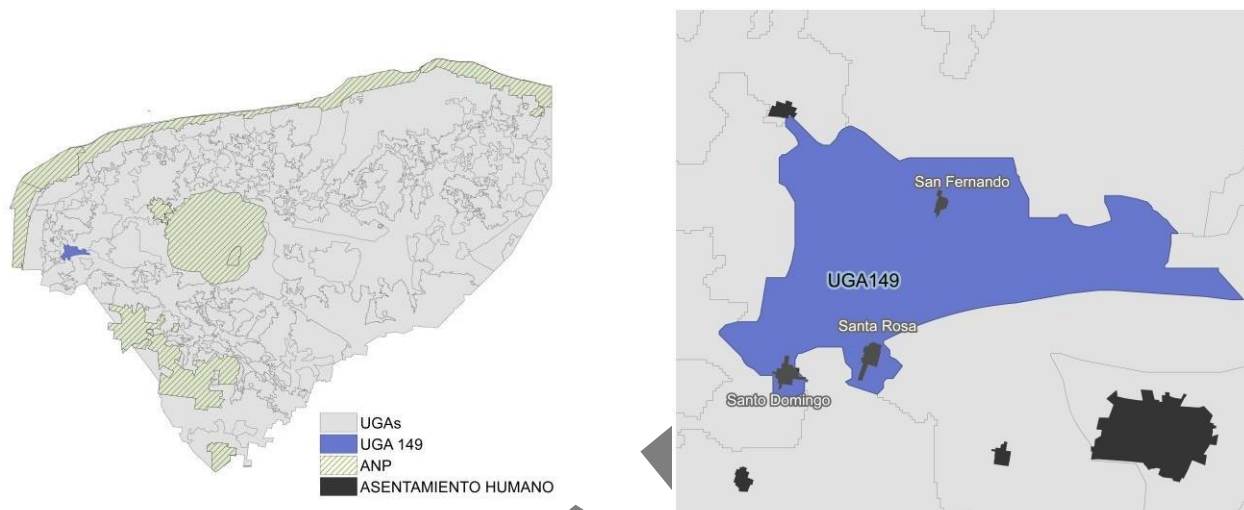 UGAs
UGA 149
ANP
ASENTAMIENTO HUMANO
San Fernando
UGA149
Santa Rosa
Santo Domingo